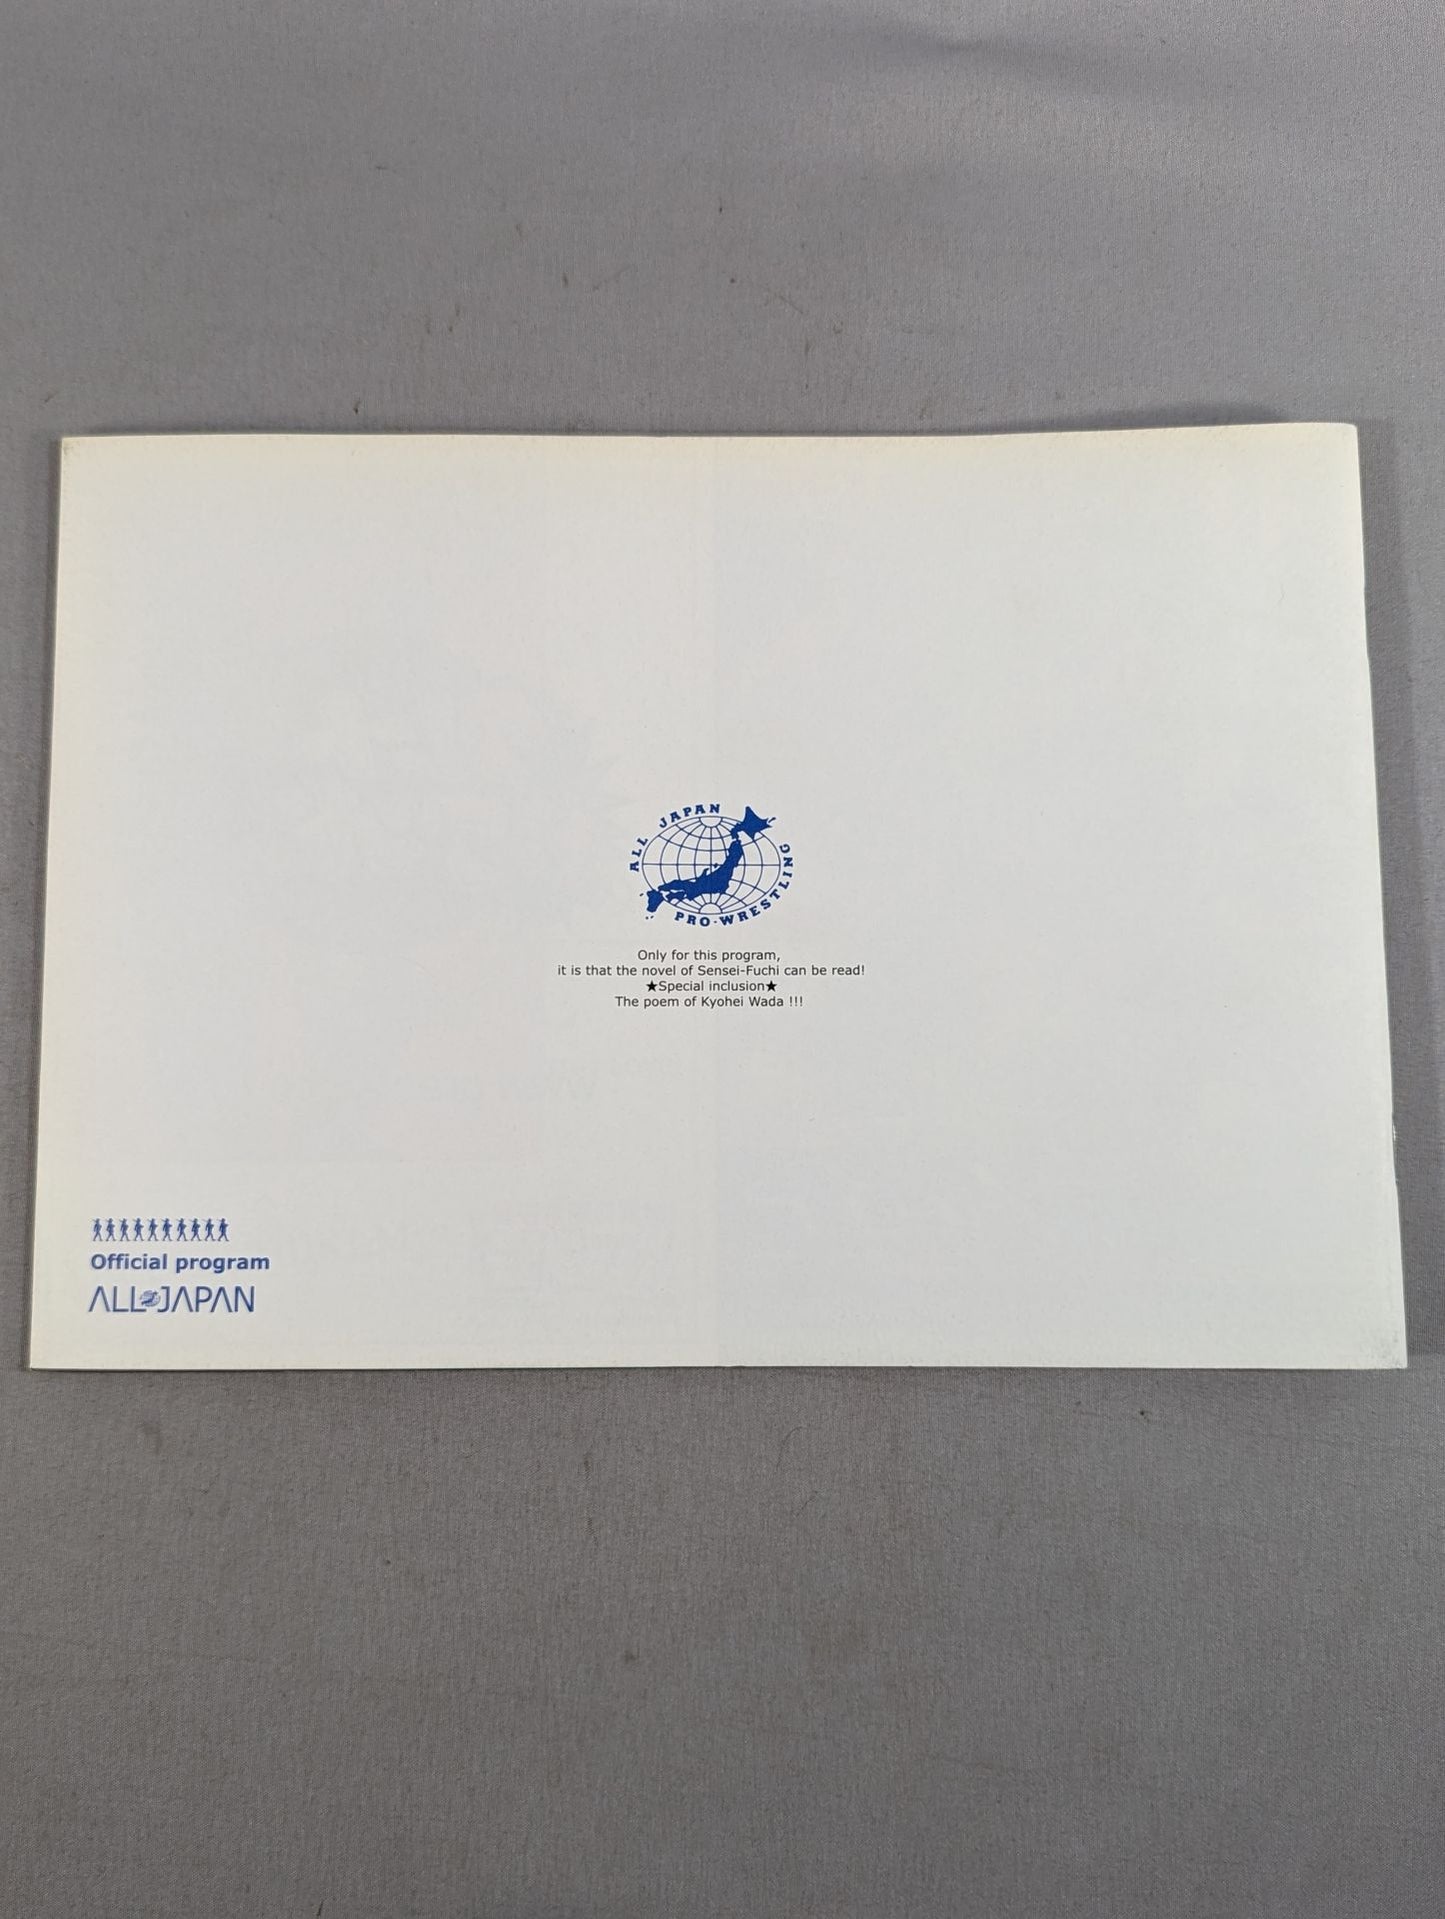 ALL JAPAN
PRO-WRESTLING
Only for this program,
it is that the novel of Sensei-Fuchi can be read!
★Special inclusion★
The poem of Kyohei Wada !!!
Official program
ALL JAPAN